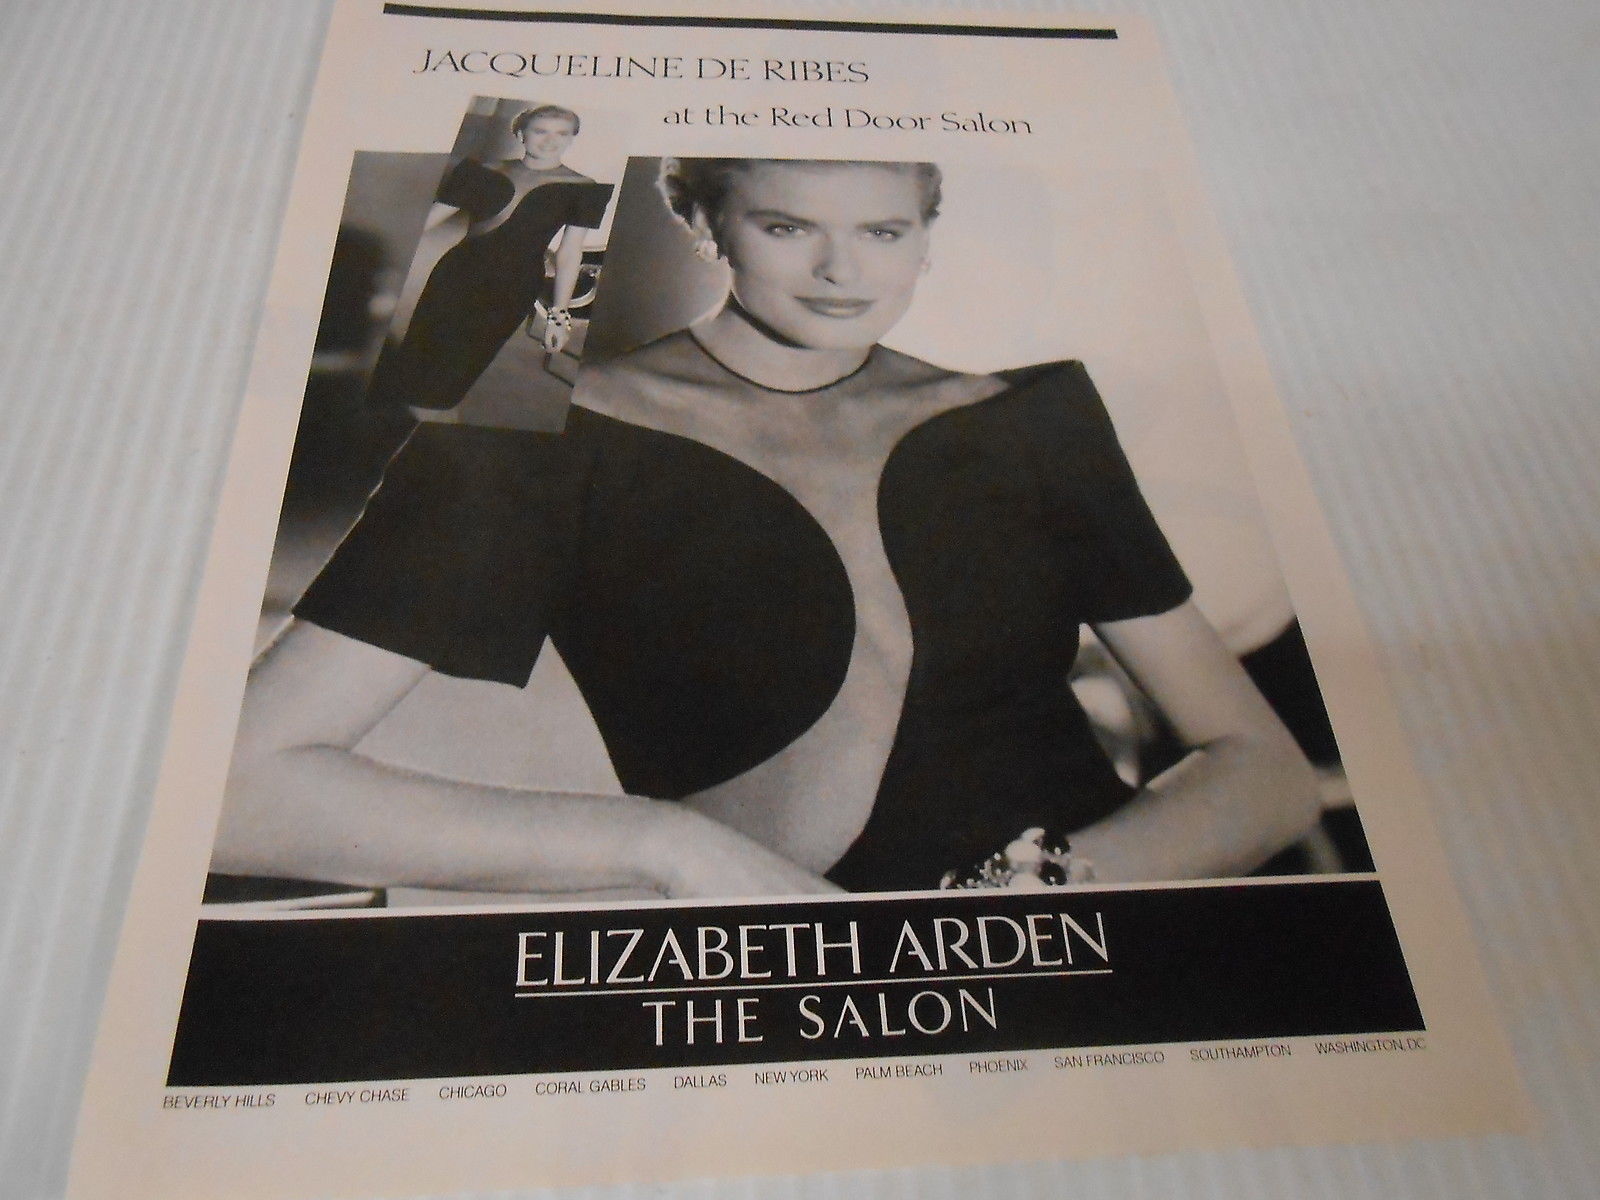 JACQUELINE DE RIBES
at the Red Door Salon
ELIZABETH ARDEN
THE SALON
BEVERLY HILLS CHEVY CHASE CHICAGO CORAL GABLES DALLAS NEW YORK PALM BEACH PHOENIX SAN FRANCISCO SOUTHAMPTON WASHINGTON, DC